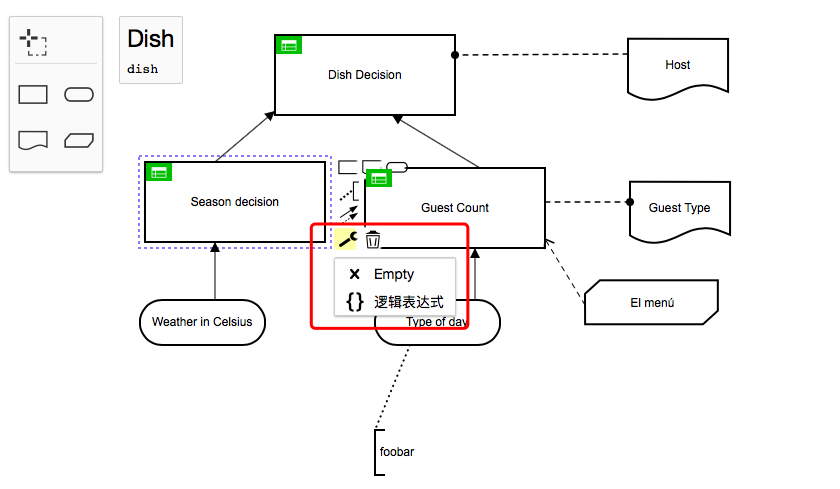 Dish
dish
Dish Decision
Host
Season decision
Guest Count
Guest Type
Empty
{} 逻辑表达式
El menú
Weather in Celsius
Type of day
foobar